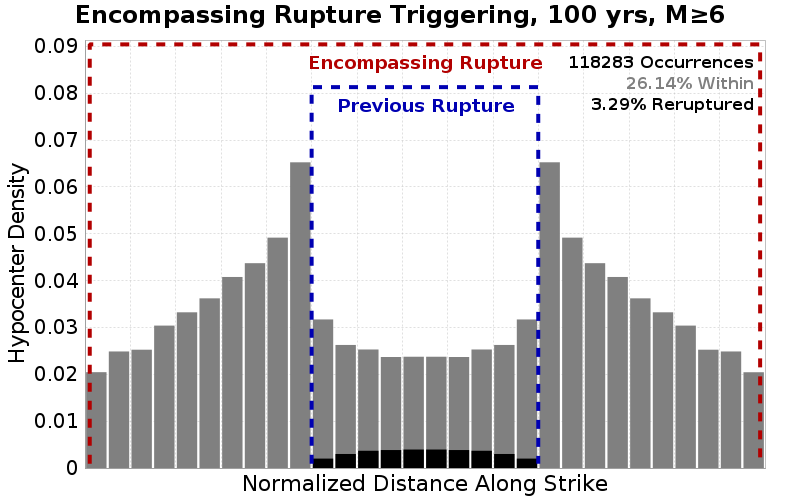 Encompassing Rupture Triggering, 100 yrs, M≥6
0.09
0.08
0.07
0.06
0.05
0.04
0.03
0.02
0.01
0
Hypocenter Density
Encompassing Rupture
118283 Occurrences
26.14% Within
3.29% Reruptured
Previous Rupture
Normalized Distance Along Strike